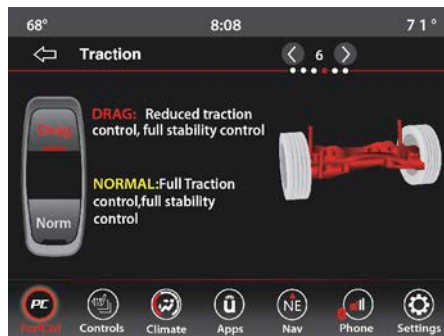 68° 8:08 71°
Traction 6
DRAG: Reduced traction
control, full stability control
Drag
NORMAL:Full Traction
control,full stability
control
Norm
PC NE
Controls Climate Apps Nav Phone Settings